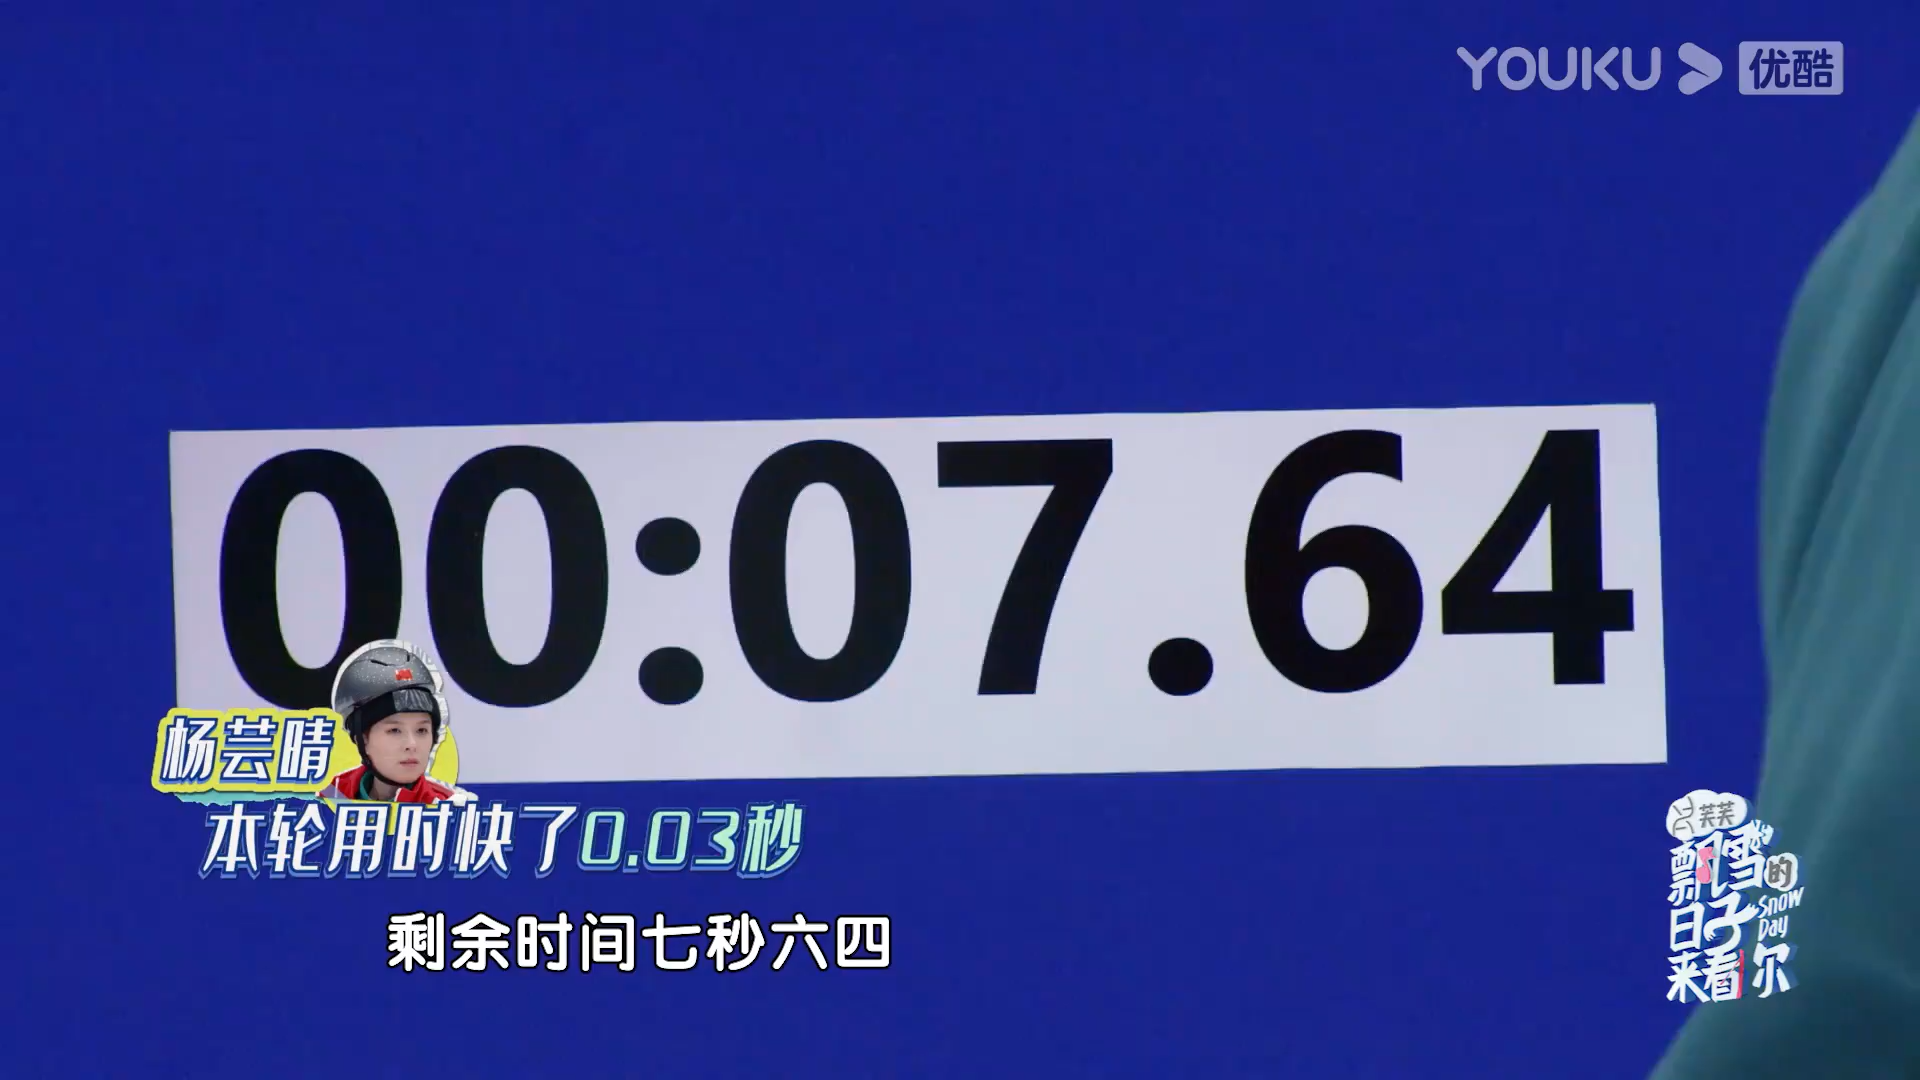 YOUKU 优酷
00:07.64
杨芸晴
本轮用时快了0.03秒
剩余时间七秒六四
芙芙
飘雪的
日子
Snow
Day
来看尔